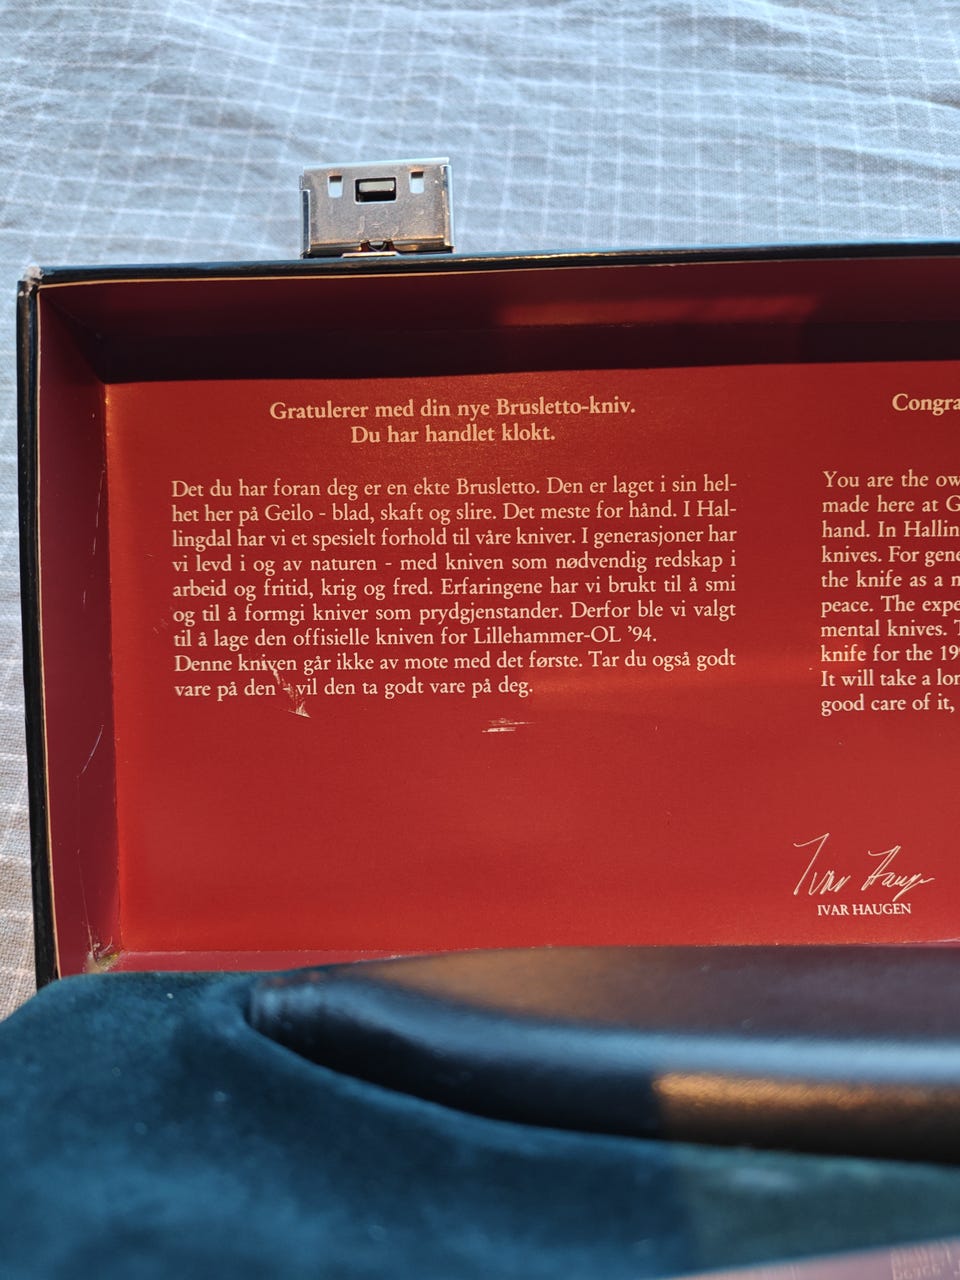 Gratulerer med din nye Brusletto-kniv.
Du har handlet klokt.
Det du har foran deg er en ekte Brusletto. Den er laget i sin hel-
het her på Geilo - blad, skaft og slire. Det meste for hånd. I Hal-
lingdal har vi et spesielt forhold til våre kniver. I generasjoner har
vi levd i og av naturen - med kniven som nødvendig redskap i
arbeid og fritid, krig og fred. Erfaringene har vi brukt til å smi
og til å formgi kniver som prydgjenstander. Derfor ble vi valgt
til å lage den offisielle kniven for Lillehammer-OL '94.
Denne kniven går ikke av mote med det første. Tar du også godt
vare på den - vil den ta godt vare på deg.
Congra
You are the ow
made here at G
hand. In Hallin
knives. For gene
the knife as a n
peace. The expe
mental knives. T
knife for the 19
It will take a lon
good care of it,
Ivar Haugen
IVAR HAUGEN